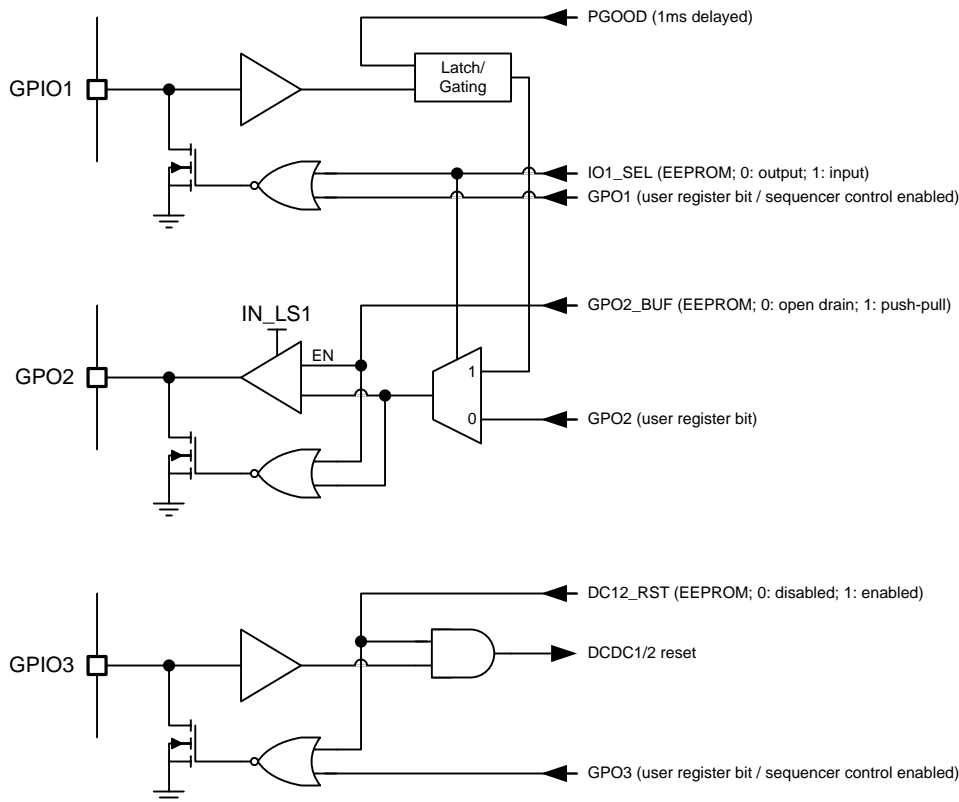 PGOOD (1ms delayed)
Latch/
Gating
GPIO1
IO1_SEL (EEPROM; 0: output; 1: input)
GPO1 (user register bit / sequencer control enabled)
GPO2_BUF (EEPROM; 0: open drain; 1: push-pull)
IN_LS1
EN
GPO2
1
0
GPO2 (user register bit)
DC12_RST (EEPROM; 0: disabled; 1: enabled)
DCDC1/2 reset
GPIO3
GPO3 (user register bit / sequencer control enabled)